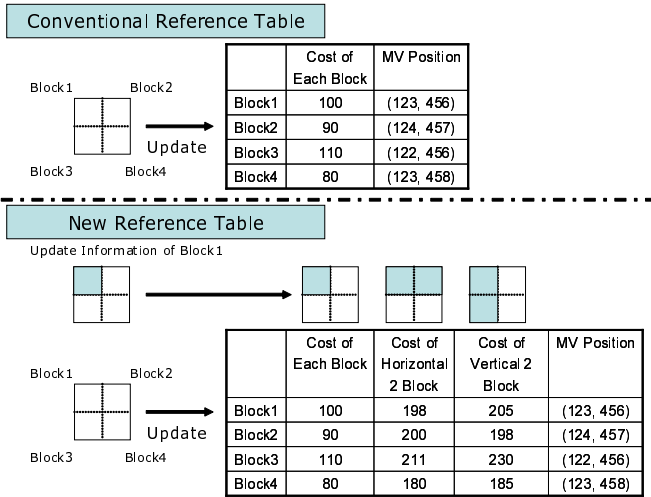 Conventional Reference Table
Block1 Block2
Block3 Block4
Update
Cost of Each Block MV Position
Block1 100 (123, 456)
Block2 90 (124, 457)
Block3 110 (122, 456)
Block4 80 (123, 458)
New Reference Table
Update Information of Block1
Block1 Block2
Block3 Block4
Update
Cost of Each Block Cost of Horizontal 2 Block Cost of Vertical 2 Block MV Position
Block1 100 198 205 (123, 456)
Block2 90 200 198 (124, 457)
Block3 110 211 230 (122, 456)
Block4 80 180 185 (123, 458)